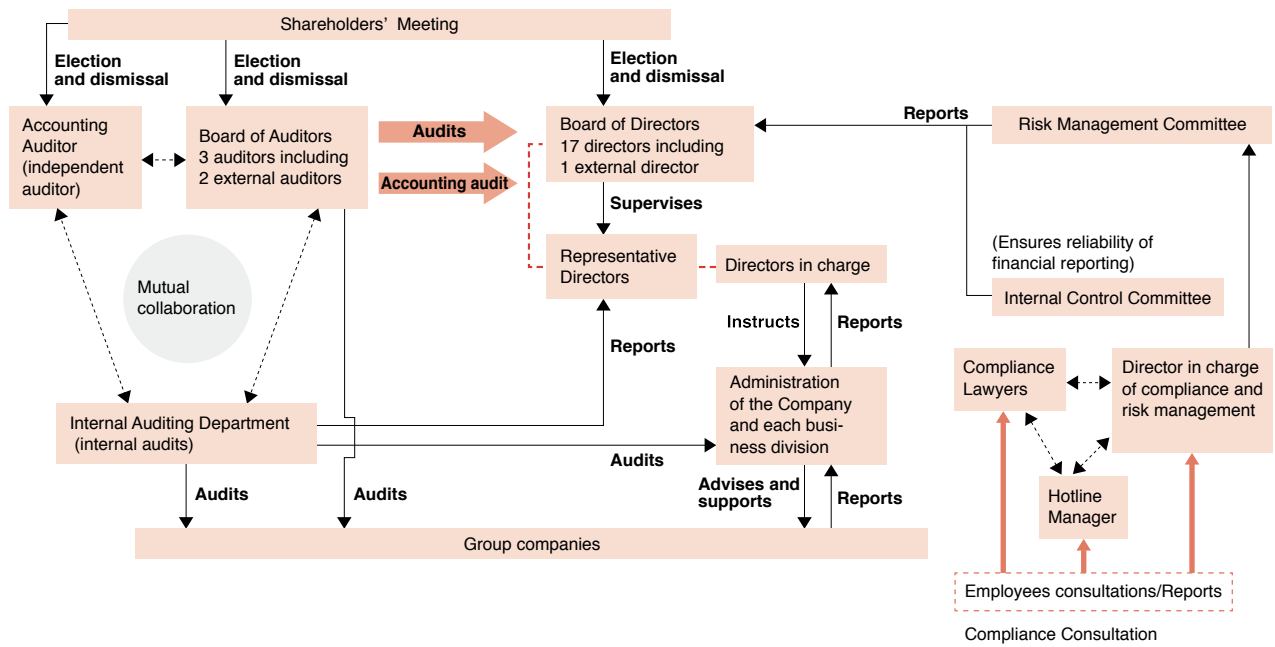 Shareholders' Meeting
Election
and dismissal
Election
and dismissal
Election
and dismissal
Accounting
Auditor
(independent
auditor)
Board of Auditors
3 auditors including
2 external auditors
Audits
Accounting audit
Board of Directors
17 directors including
1 external director
Reports
Risk Management Committee
Supervises
Representative
Directors
Directors in charge
(Ensures reliability of
financial reporting)
Internal Control Committee
Mutual
collaboration
Instructs
Reports
Reports
Administration
of the Company
and each busi-
ness division
Compliance
Lawyers
Director in charge
of compliance and
risk management
Internal Auditing Department
(internal audits)
Audits
Audits
Audits
Advises and
supports
Reports
Hotline
Manager
Group companies
Employees consultations/Reports
Compliance Consultation